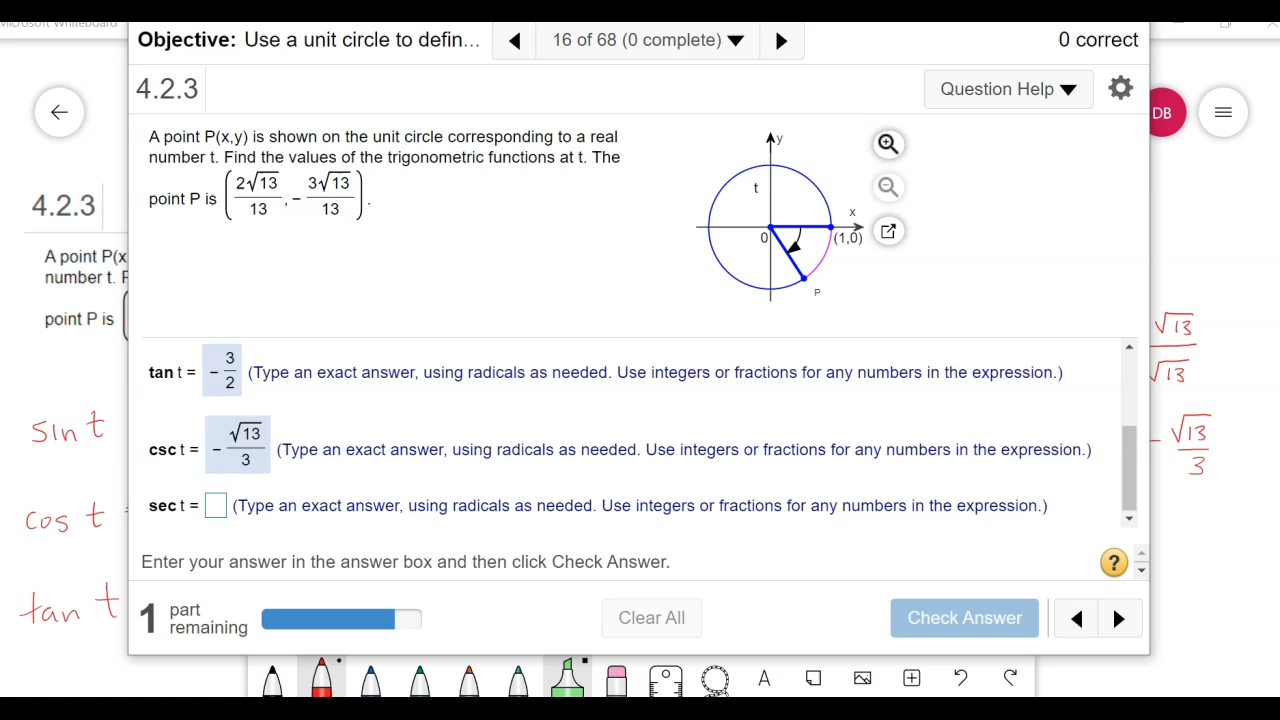 Microsoft Whiteboard
Objective: Use a unit circle to defin...
16 of 68 (0 complete)
0 correct
4.2.3
Question Help
A point P(x,y) is shown on the unit circle corresponding to a real
number t. Find the values of the trigonometric functions at t. The
point P is (2√13/13, -3√13/13).
y
t
x
0
(1,0)
P
DB
4.2.3
A point P(x
number t. F
point P is (
tan t = -3/2 (Type an exact answer, using radicals as needed. Use integers or fractions for any numbers in the expression.)
csc t = -√13/3 (Type an exact answer, using radicals as needed. Use integers or fractions for any numbers in the expression.)
sec t = (Type an exact answer, using radicals as needed. Use integers or fractions for any numbers in the expression.)
sin t
cos t =
tan t
√13
√13
-√13/3
Enter your answer in the answer box and then click Check Answer.
?
1 part
remaining
Clear All
Check Answer
A